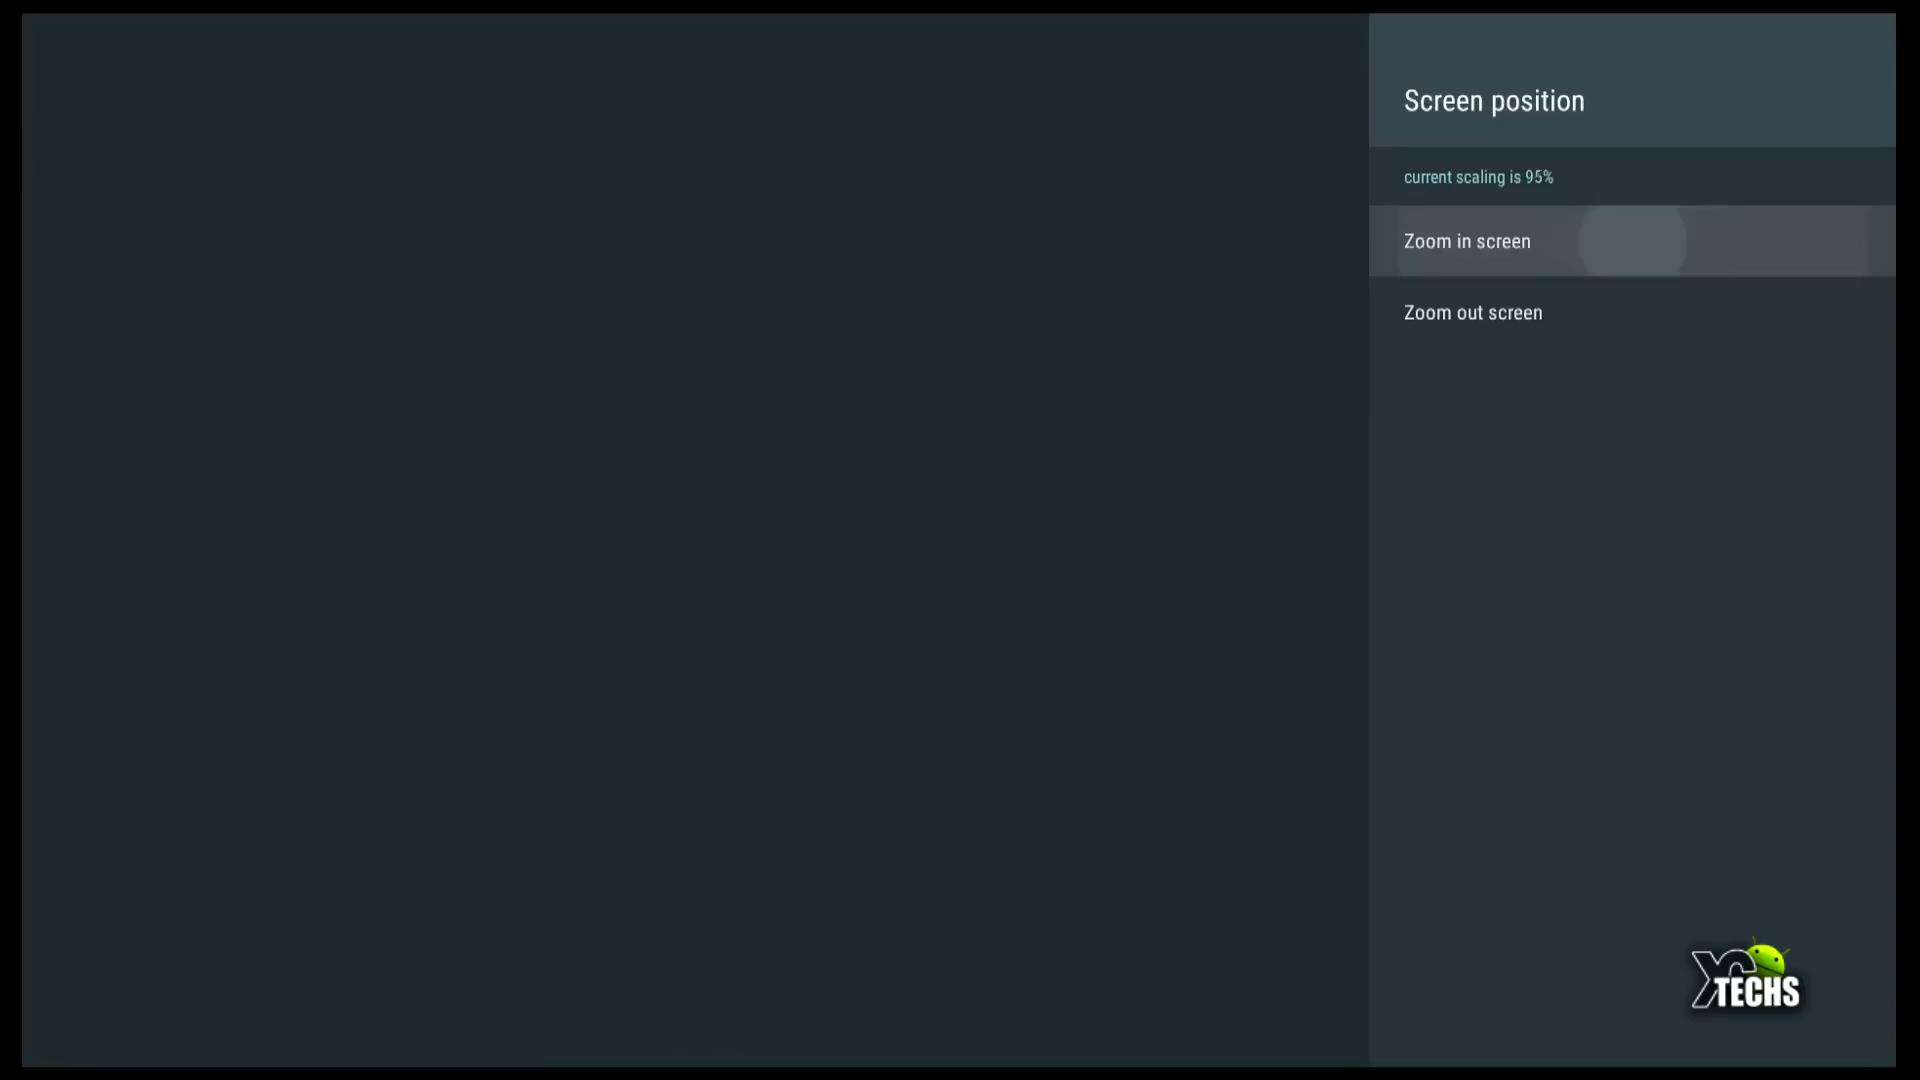 Screen position
current scaling is 95%
Zoom in screen
Zoom out screen
TECHS